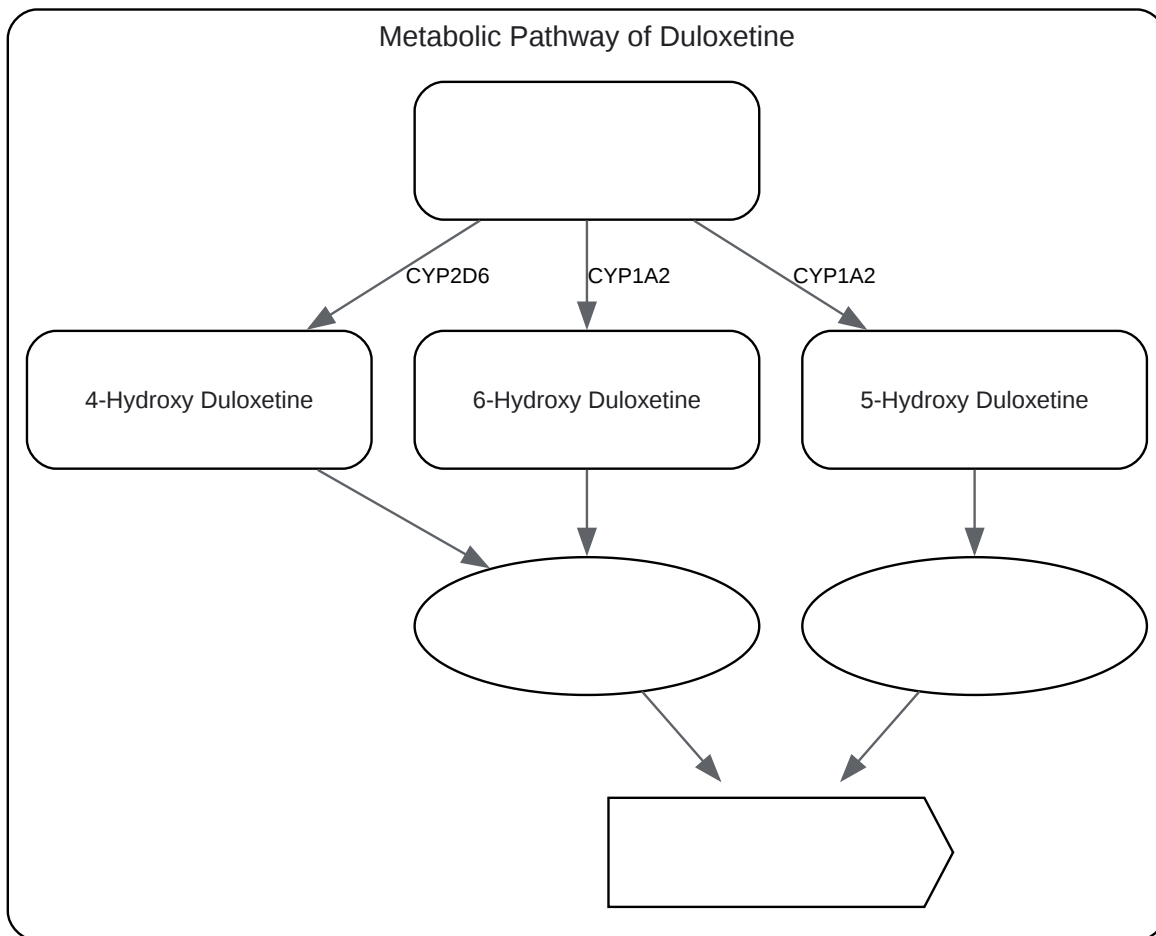 Metabolic Pathway of Duloxetine
CYP2D6
CYP1A2
CYP1A2
4-Hydroxy Duloxetine
6-Hydroxy Duloxetine
5-Hydroxy Duloxetine